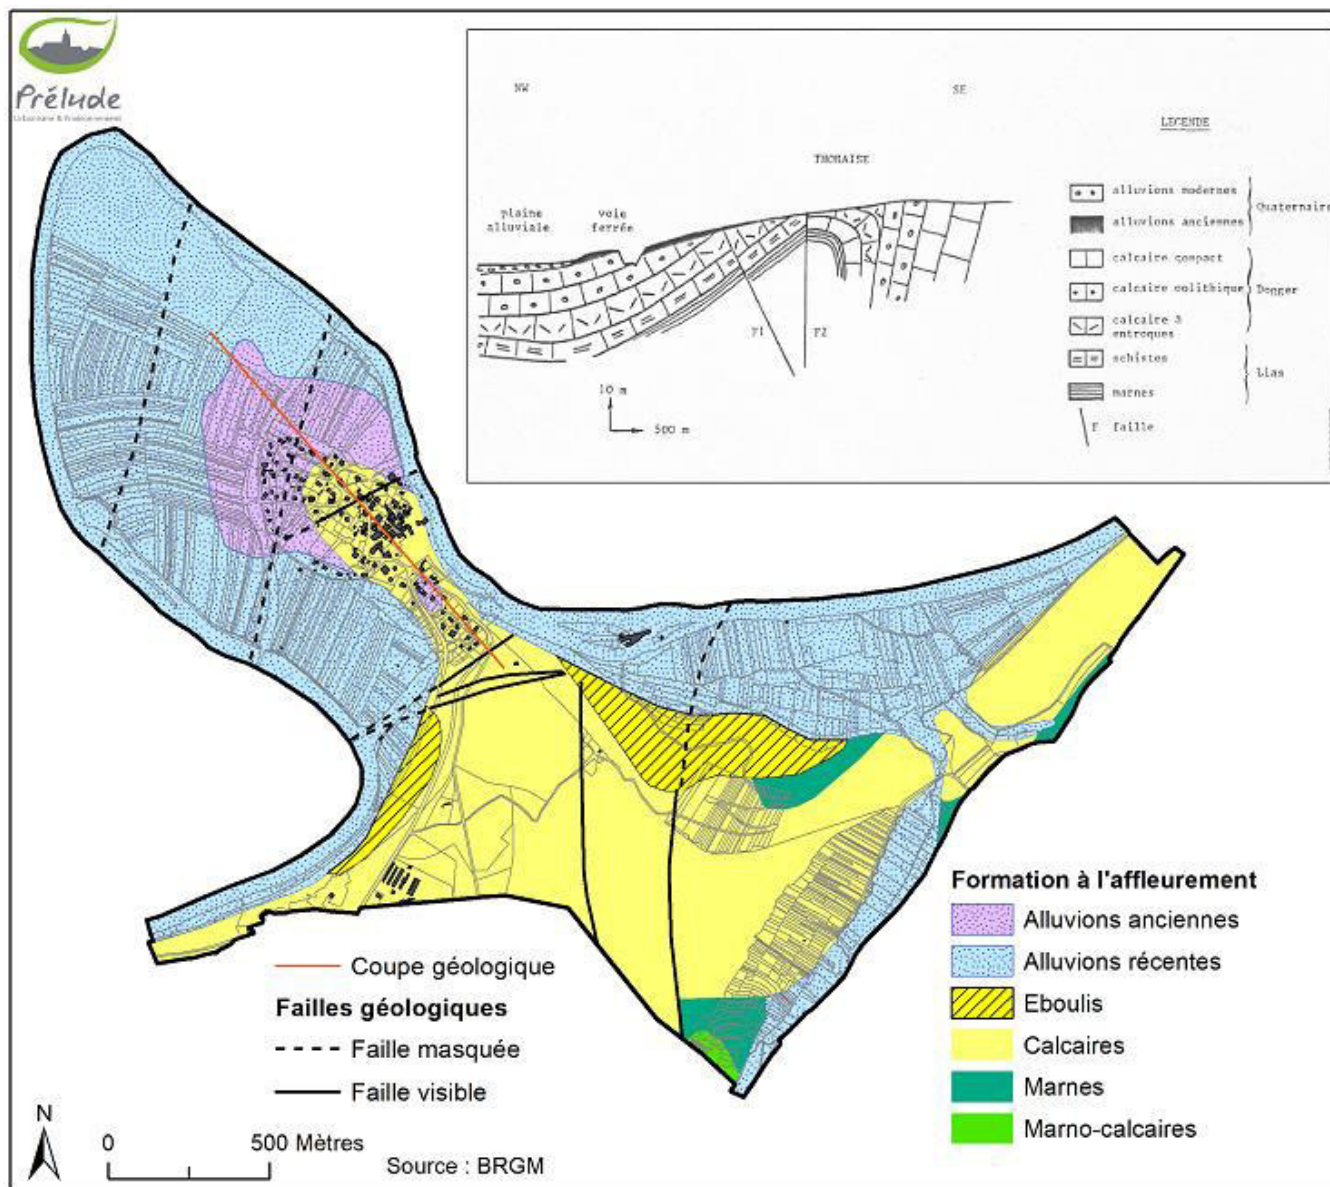 Prélude
Urbanisme & Environnement
NW
SE
THORAISE
plaine
alluviale
voie
ferrée
F1
F2
10 m
500 m
LEGENDE
alluvions modernes
alluvions anciennes
Quaternaire
calcaire compact
calcaire oolithique
Dogger
calcaire à
entroques
schistes
Lias
marnes
F faille
Formation à l'affleurement
Alluvions anciennes
Alluvions récentes
Eboulis
Calcaires
Marnes
Marno-calcaires
Coupe géologique
Failles géologiques
Faille masquée
Faille visible
N
0 500 Mètres
Source : BRGM